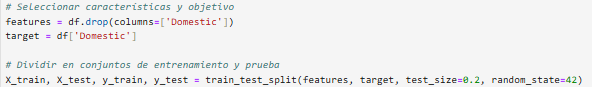 # Seleccionar características y objetivo
features = df.drop(columns=['Domestic'])
target = df['Domestic']

# Dividir en conjuntos de entrenamiento y prueba
X_train, X_test, y_train, y_test = train_test_split(features, target, test_size=0.2, random_state=42)